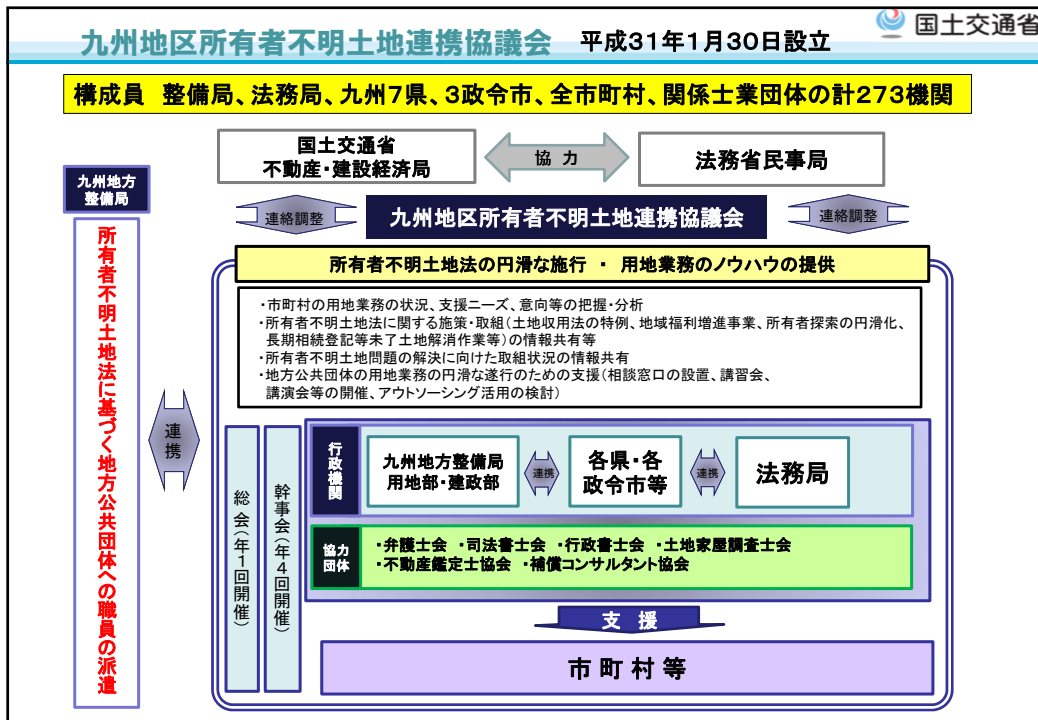 九州地区所有者不明土地連携協議会 平成31年1月30日設立
国土交通省
構成員 整備局、法務局、九州7県、3政令市、全市町村、関係士業団体の計273機関
国土交通省
不動産・建設経済局
協 力
法務省民事局
九州地方
整備局
連絡調整
九州地区所有者不明土地連携協議会
連絡調整
所有者不明土地法に基づく地方公共団体への職員の派遣
連携
所有者不明土地法の円滑な施行 ・ 用地業務のノウハウの提供
・市町村の用地業務の状況、支援ニーズ、意向等の把握・分析
・所有者不明土地法に関する施策・取組(土地収用法の特例、地域福利増進事業、所有者探索の円滑化、
長期相続登記等未了土地解消作業等)の情報共有等
・所有者不明土地問題の解決に向けた取組状況の情報共有
・地方公共団体の用地業務の円滑な遂行のための支援(相談窓口の設置、講習会、
講演会等の開催、アウトソーシング活用の検討)
総会(年1回開催)
幹事会(年4回開催)
行政機関
九州地方整備局
用地部・建政部
連携
各県・各
政令市等
連携
法務局
協力
団体
・弁護士会 ・司法書士会 ・行政書士会 ・土地家屋調査士会
・不動産鑑定士協会 ・補償コンサルタント協会
支 援
市 町 村 等